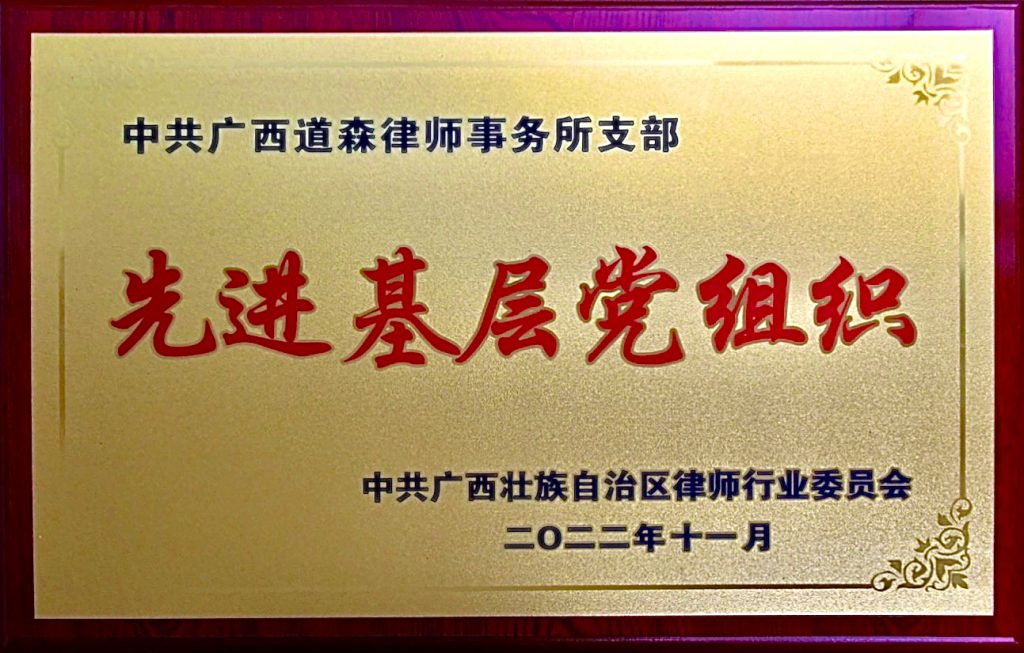 中共广西道森律师事务所支部
先进基层党组织
中共广西壮族自治区律师行业委员会
二〇二二年十一月